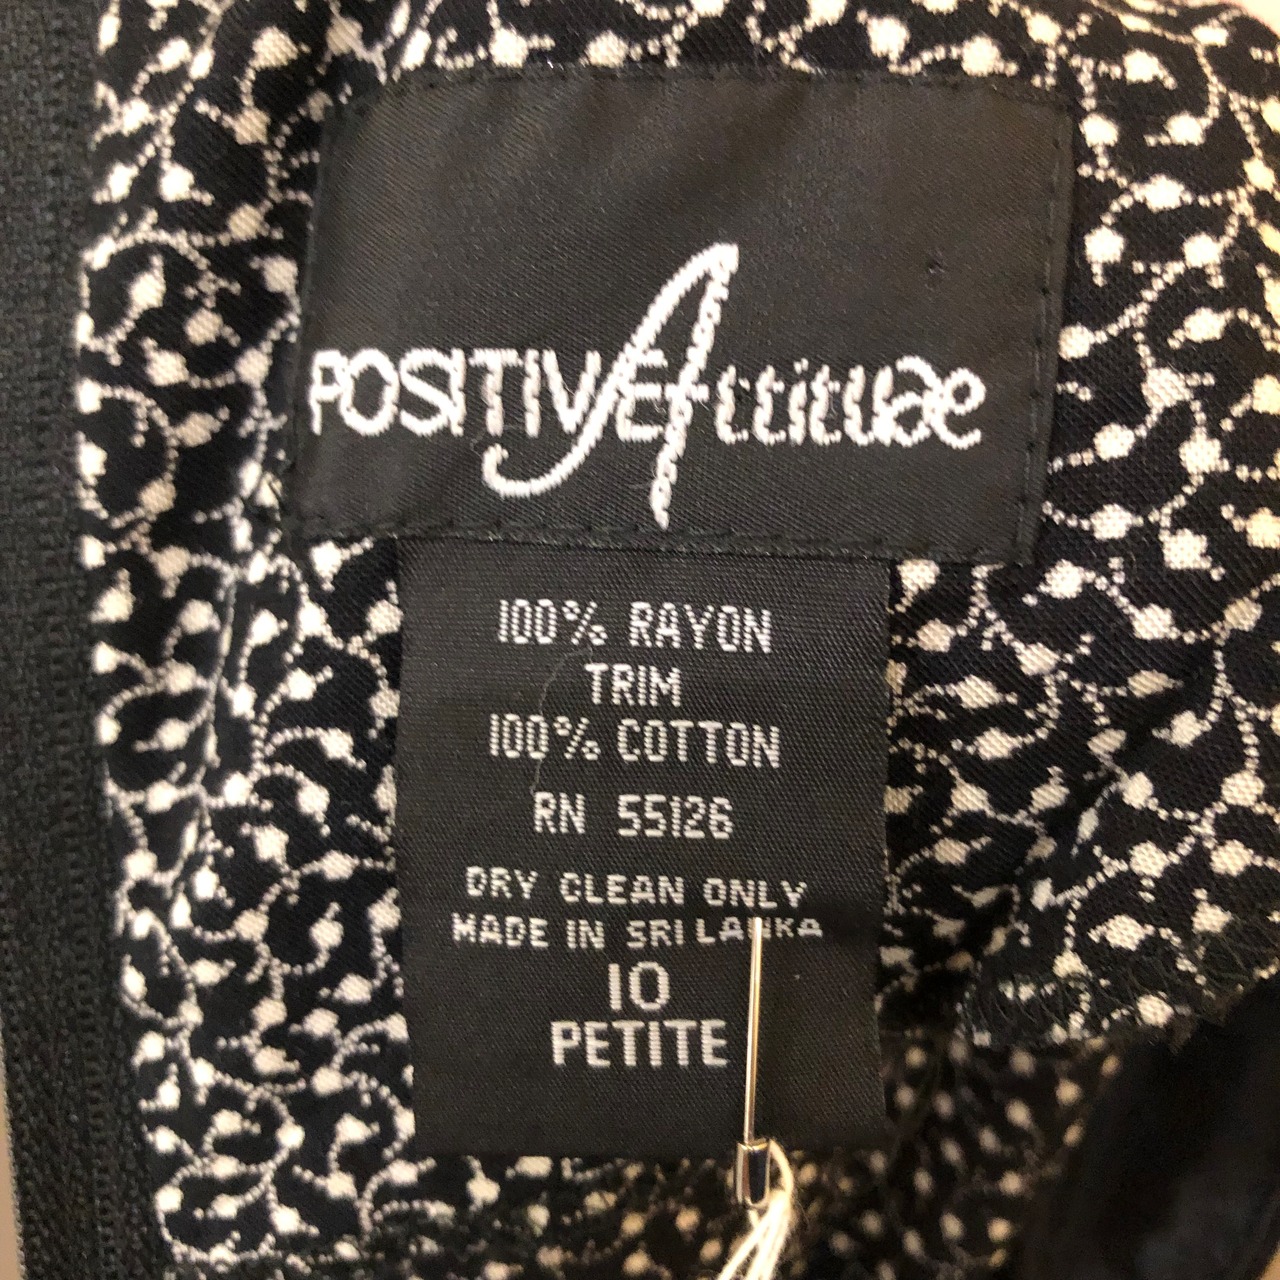 POSITIVE Attitude
100% RAYON
TRIM
100% COTTON
RN 55126
DRY CLEAN ONLY
MADE IN SRI LANKA
10
PETITE